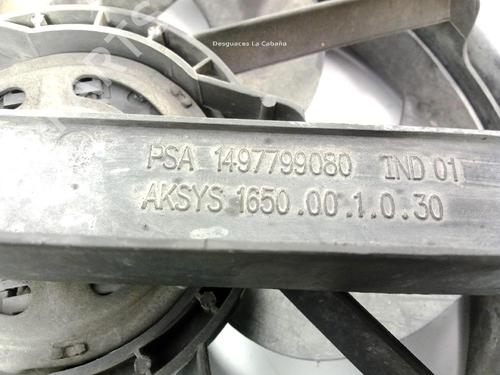 Desguaces La Cabaña
PSA 1497799080 IND 01
AKSYS 1650.00.1.0.30